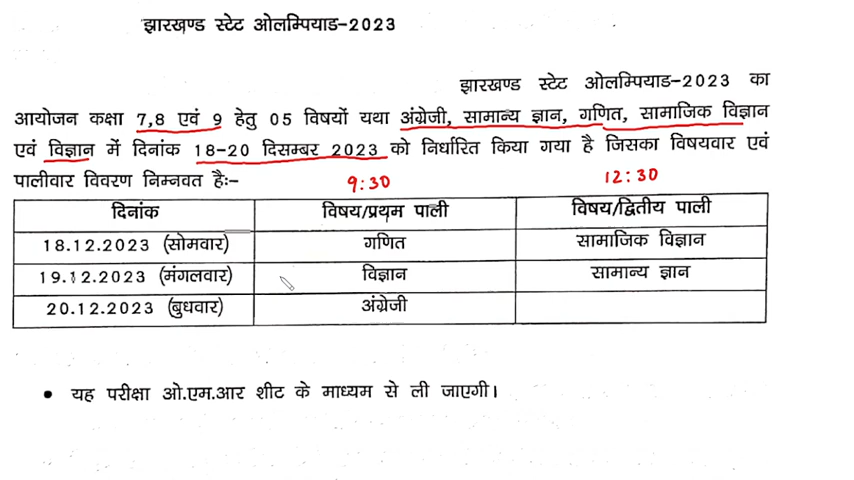 झारखण्ड स्टेट ओलम्पियाड-2023
झारखण्ड स्टेट ओलम्पियाड-2023 का
आयोजन कक्षा 7,8 एवं 9 हेतु 05 विषयों यथा अंग्रेजी, सामान्य ज्ञान, गणित, सामाजिक विज्ञान
एवं विज्ञान में दिनांक 18-20 दिसम्बर 2023 को निर्धारित किया गया है जिसका विषयवार एवं
पालीवार विवरण निम्नवत हैः-
9:30 12:30
दिनांक विषय/प्रथम पाली विषय/द्वितीय पाली
18.12.2023 (सोमवार) गणित सामाजिक विज्ञान
19.12.2023 (मंगलवार) विज्ञान सामान्य ज्ञान
20.12.2023 (बुधवार) अंग्रेजी
• यह परीक्षा ओ.एम.आर शीट के माध्यम से ली जाएगी।